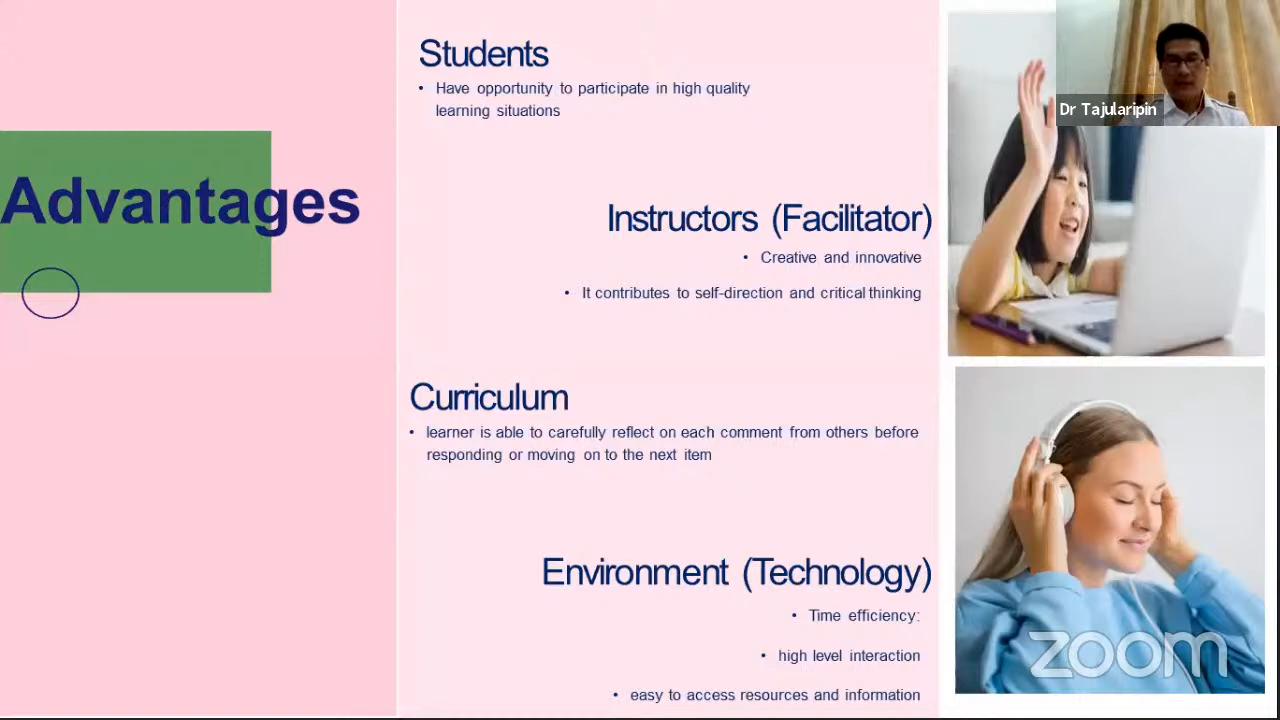 Advantages
Students
• Have opportunity to participate in high quality
learning situations
Instructors (Facilitator)
• Creative and innovative
• It contributes to self-direction and critical thinking
Curriculum
• learner is able to carefully reflect on each comment from others before
responding or moving on to the next item
Environment (Technology)
• Time efficiency:
• high level interaction
• easy to access resources and information
Dr Tajularipin
zoom